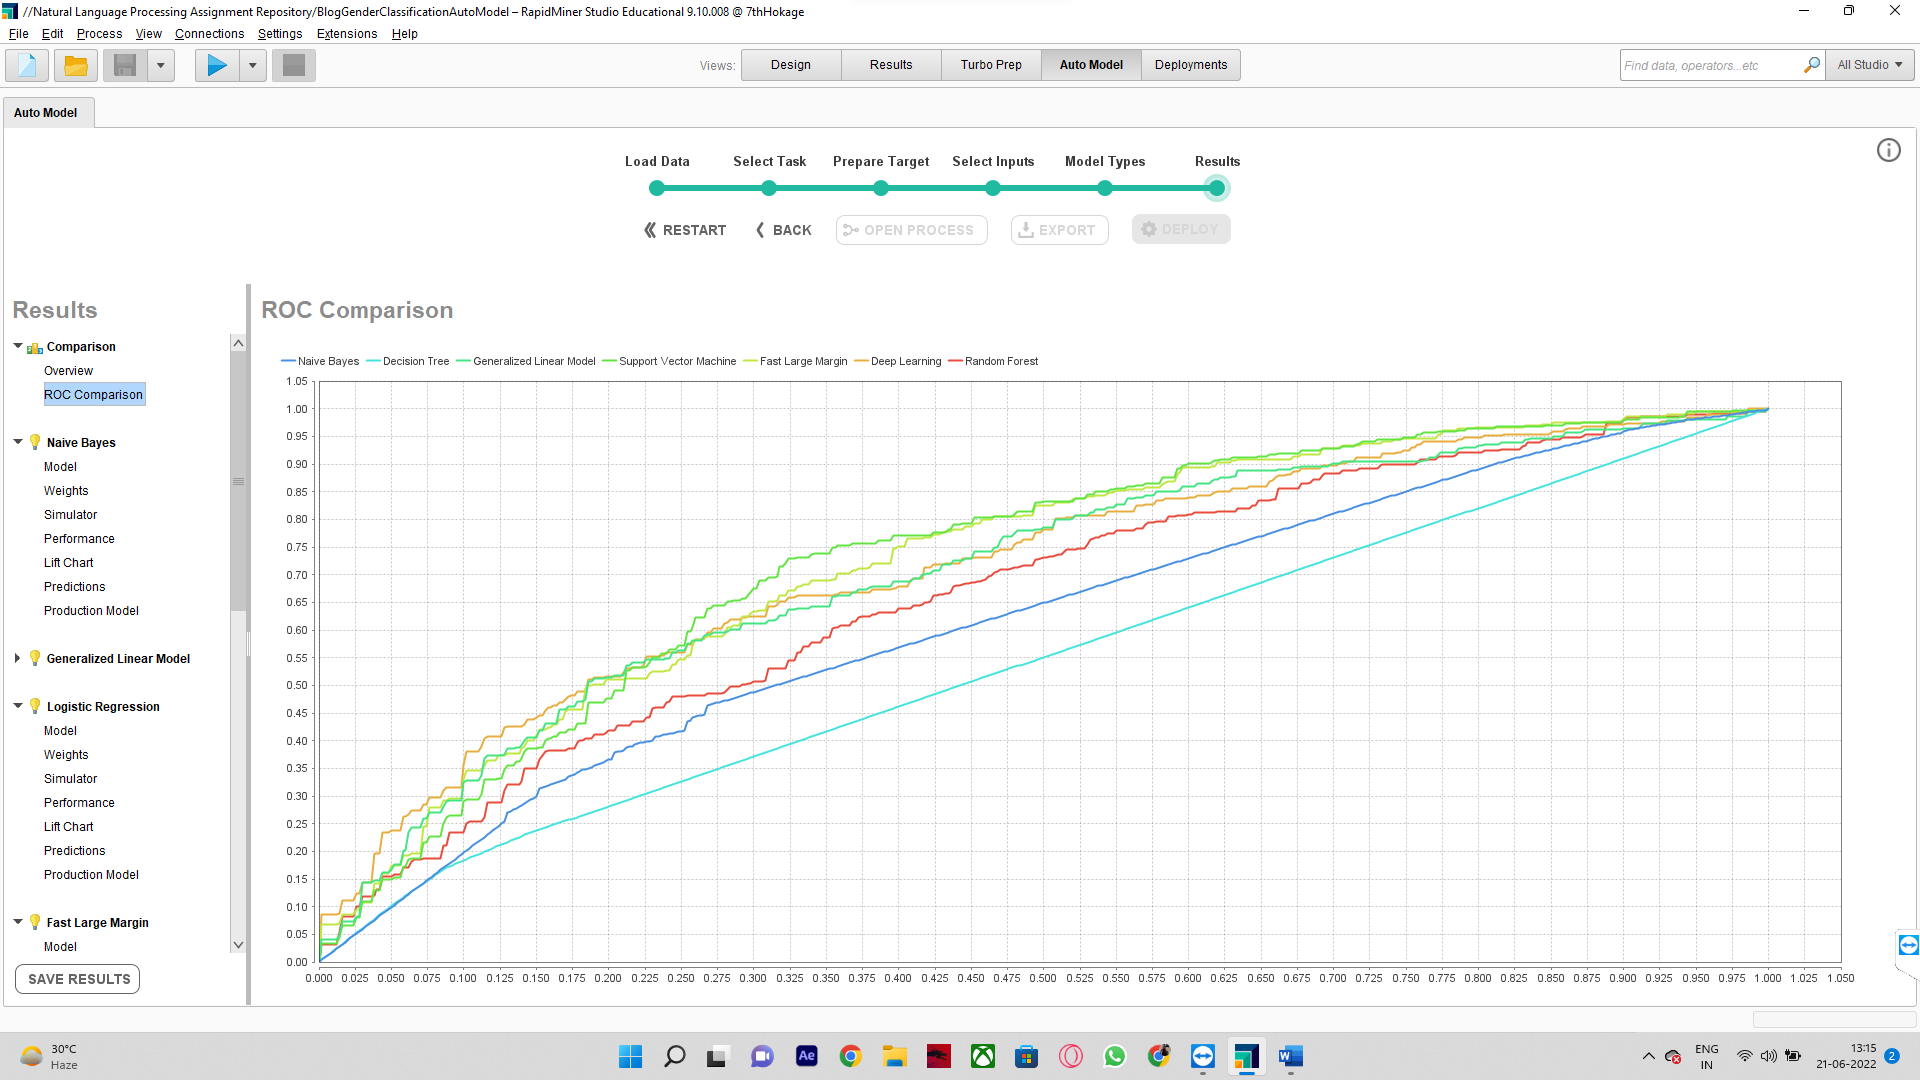 //Natural Language Processing Assignment Repository/BlogGenderClassificationAutoModel – RapidMiner Studio Educational 9.10.008 @ 7thHokage
File Edit Process View Connections Settings Extensions Help
Views: Design Results Turbo Prep Auto Model Deployments
Find data, operators...etc
All Studio
Auto Model
Load Data Select Task Prepare Target Select Inputs Model Types Results
RESTART BACK OPEN PROCESS EXPORT DEPLOY
Results
Comparison
Overview
ROC Comparison
Naive Bayes
Model
Weights
Simulator
Performance
Lift Chart
Predictions
Production Model
Generalized Linear Model
Logistic Regression
Model
Weights
Simulator
Performance
Lift Chart
Predictions
Production Model
Fast Large Margin
Model
SAVE RESULTS
ROC Comparison
Naive Bayes Decision Tree Generalized Linear Model Support Vector Machine Fast Large Margin Deep Learning Random Forest
1.05
1.00
0.95
0.90
0.85
0.80
0.75
0.70
0.65
0.60
0.55
0.50
0.45
0.40
0.35
0.30
0.25
0.20
0.15
0.10
0.05
0.00
0.000 0.025 0.050 0.075 0.100 0.125 0.150 0.175 0.200 0.225 0.250 0.275 0.300 0.325 0.350 0.375 0.400 0.425 0.450 0.475 0.500 0.525 0.550 0.575 0.600 0.625 0.650 0.675 0.700 0.725 0.750 0.775 0.800 0.825 0.850 0.875 0.900 0.925 0.950 0.975 1.000 1.025 1.050
30°C
Haze
Ae
ENG
IN
13:15
21-06-2022
2